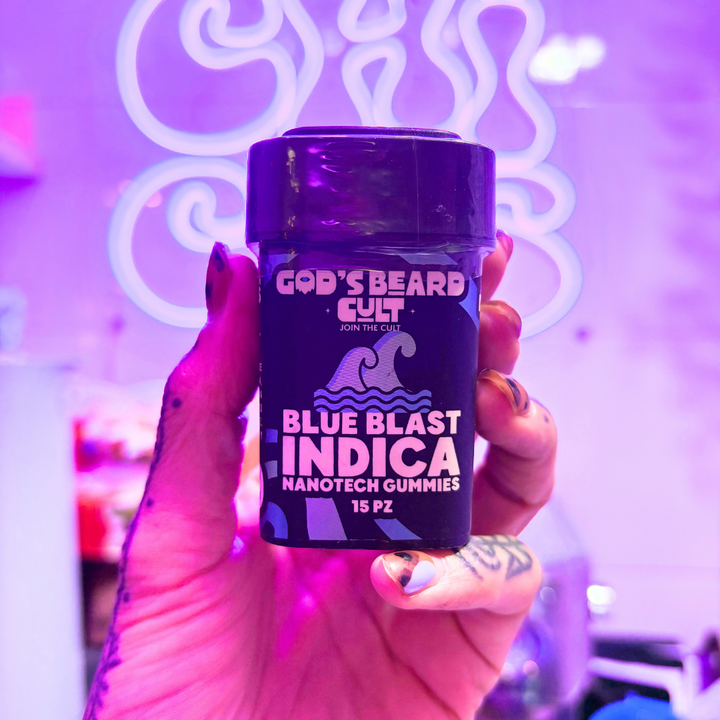 GOD'S BEARD
CULT
JOIN THE CULT
BLUE BLAST
INDICA
NANOTECH GUMMIES
15 PZ